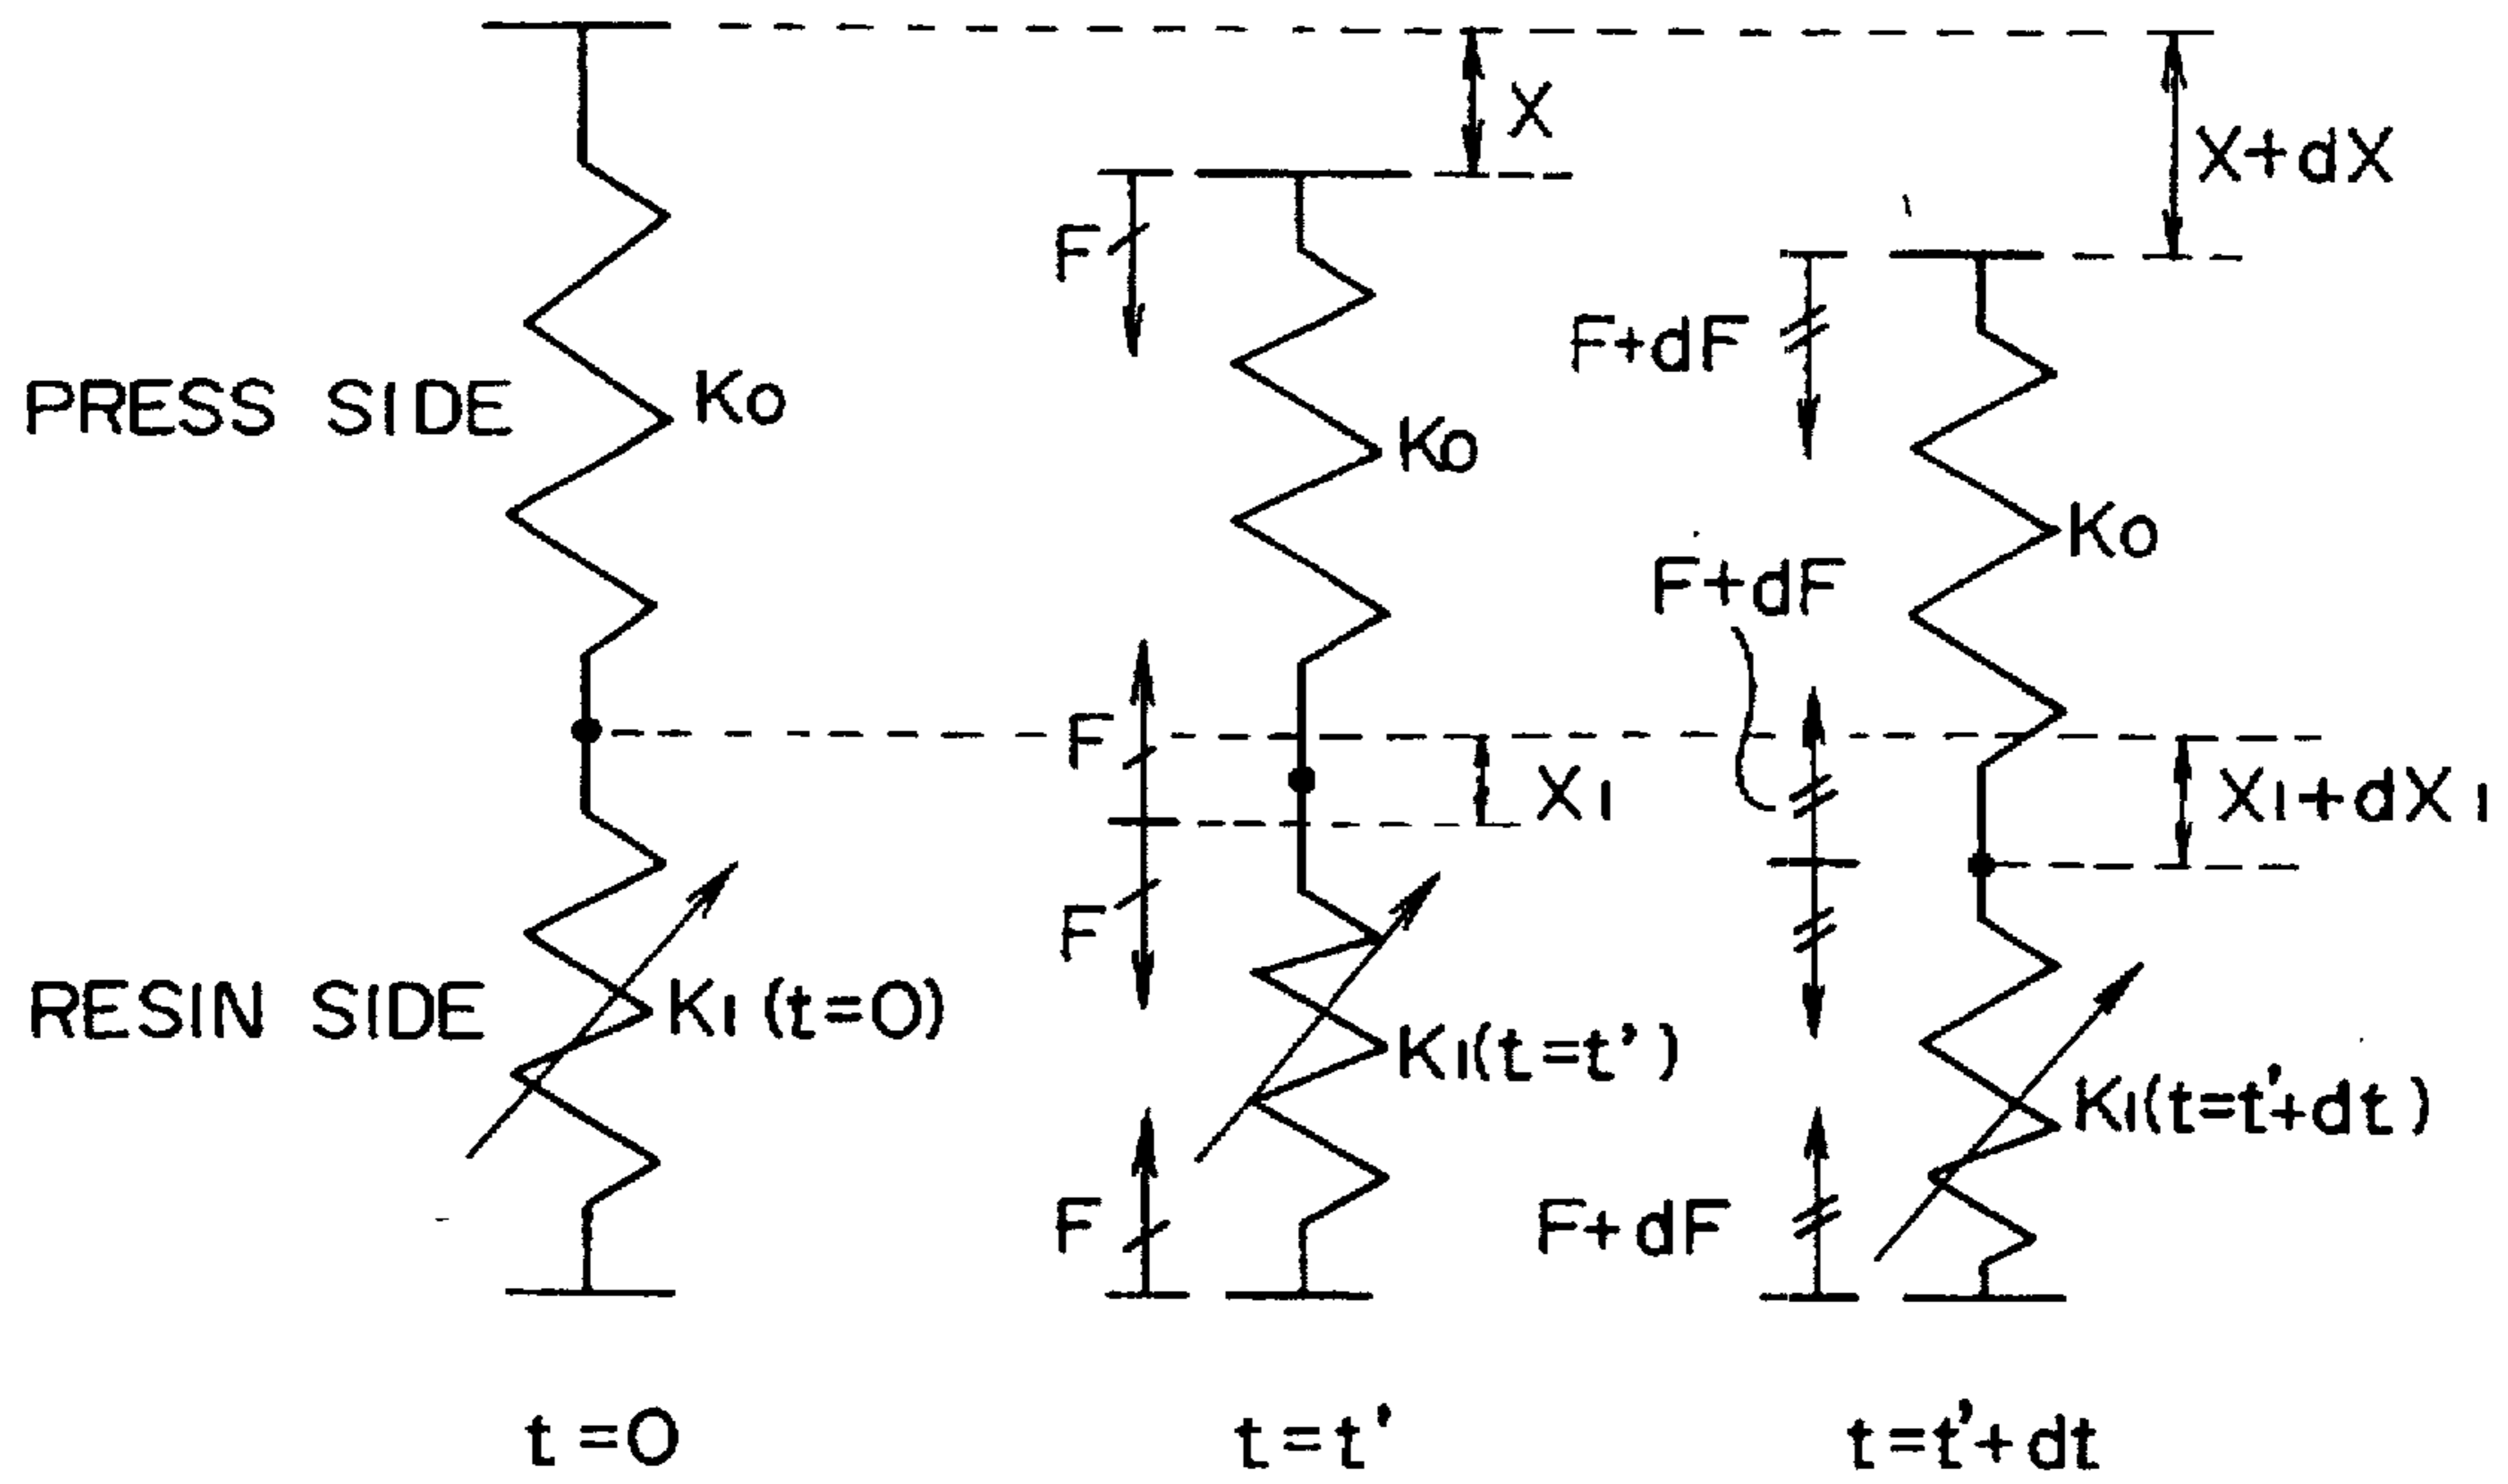 X
X+dX
F
F+dF
PRESS SIDE
Ko
Ko
Ko
F+dF
F
X1
X1+dX1
F
RESIN SIDE
K1(t=0)
K1(t=t')
K1(t=t'+dt)
F
F+dF
t=0
t=t'
t=t'+dt